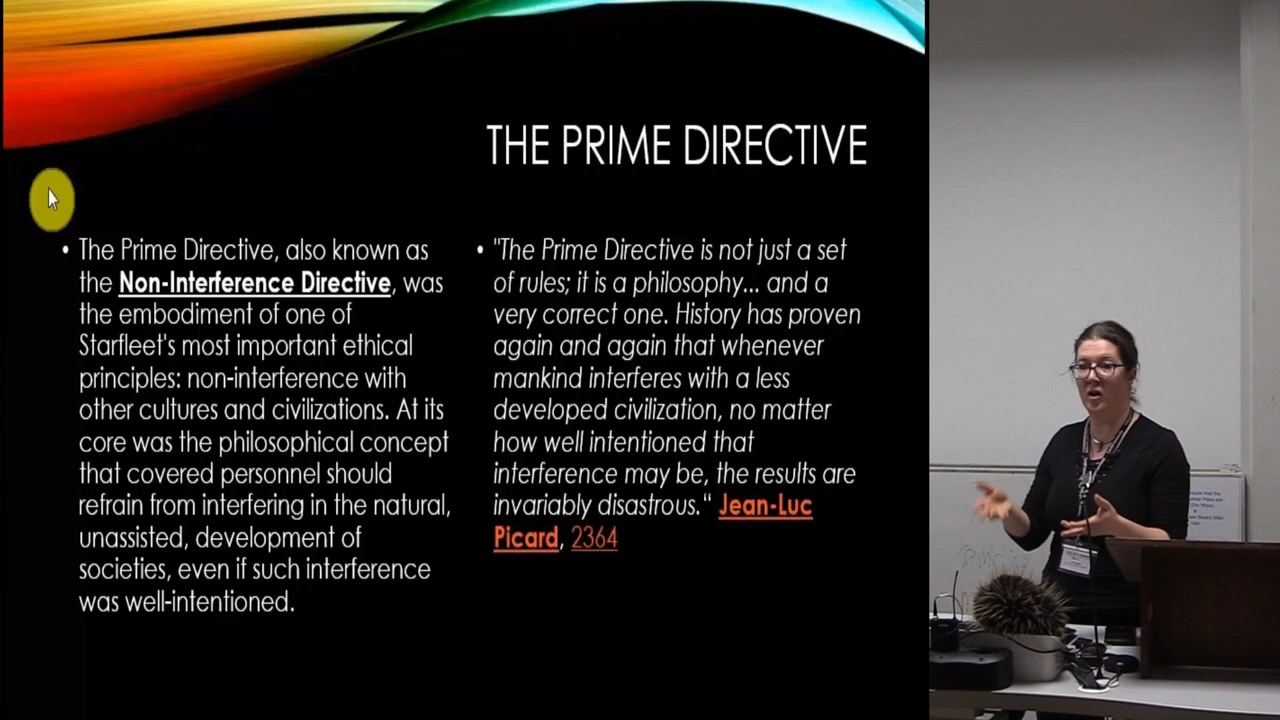 THE PRIME DIRECTIVE
• The Prime Directive, also known as
the Non-Interference Directive, was
the embodiment of one of
Starfleet's most important ethical
principles: non-interference with
other cultures and civilizations. At its
core was the philosophical concept
that covered personnel should
refrain from interfering in the natural,
unassisted, development of
societies, even if such interference
was well-intentioned.
• "The Prime Directive is not just a set
of rules; it is a philosophy... and a
very correct one. History has proven
again and again that whenever
mankind interferes with a less
developed civilization, no matter
how well intentioned that
interference may be, the results are
invariably disastrous." Jean-Luc
Picard, 2364